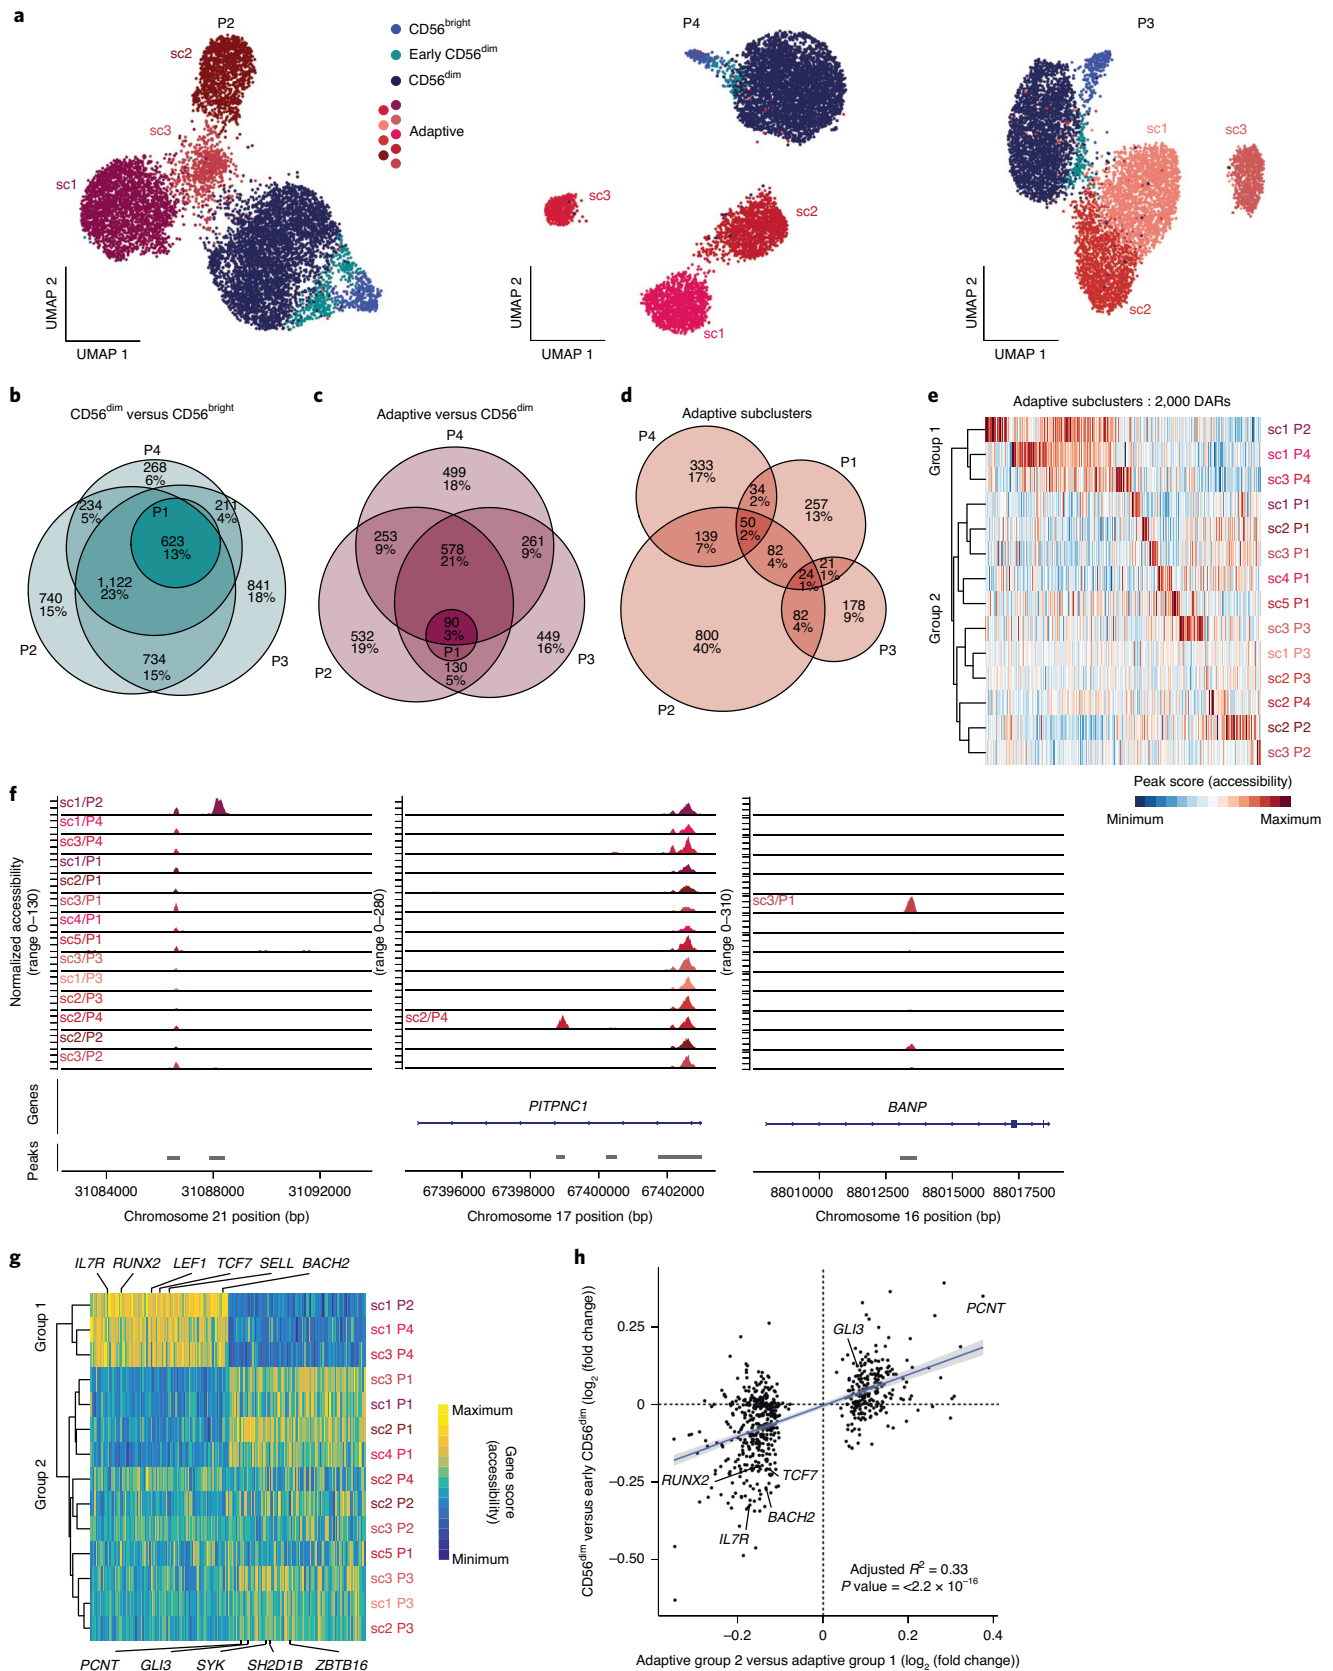 a
P2
P4
P3
CD56bright
Early CD56dim
CD56dim
Adaptive
sc2
sc3
sc1
sc3
sc2
sc1
sc1
sc3
sc2
UMAP 2
UMAP 1
UMAP 2
UMAP 1
UMAP 2
UMAP 1
b
CD56dim versus CD56bright
P4
268
6%
234
5%
211
4%
P1
623
13%
1,122
23%
740
15%
841
18%
734
15%
P2
P3
c
Adaptive versus CD56dim
P4
499
18%
253
9%
578
21%
261
9%
90
3%
P1
130
5%
532
19%
449
16%
P2
P3
d
Adaptive subclusters
P4
P1
333
17%
34
2%
257
13%
50
2%
139
7%
82
4%
21
1%
24
1%
82
4%
178
9%
800
40%
P3
P2
e
Adaptive subclusters : 2,000 DARs
Group 1
Group 2
sc1 P2
sc1 P4
sc3 P4
sc1 P1
sc2 P1
sc3 P1
sc4 P1
sc5 P1
sc3 P3
sc1 P3
sc2 P3
sc2 P4
sc2 P2
sc3 P2
Peak score (accessibility)
Minimum Maximum
f
Normalized accessibility
(range 0–130)
sc1/P2
sc1/P4
sc3/P4
sc1/P1
sc2/P1
sc3/P1
sc4/P1
sc5/P1
sc3/P3
sc1/P3
sc2/P3
sc2/P4
sc2/P2
sc3/P2
(range 0–280)
sc2/P4
(range 0–310)
sc3/P1
Genes
PITPNC1
BANP
Peaks
31084000 31088000 31092000
Chromosome 21 position (bp)
67396000 67398000 67400000 67402000
Chromosome 17 position (bp)
88010000 88012500 88015000 88017500
Chromosome 16 position (bp)
g
IL7R RUNX2 LEF1 TCF7 SELL BACH2
Group 1
Group 2
sc1 P2
sc1 P4
sc3 P4
sc3 P1
sc1 P1
sc2 P1
sc4 P1
sc2 P4
sc2 P2
sc3 P2
sc5 P1
sc3 P3
sc1 P3
sc2 P3
PCNT GLI3 SYK SH2D1B ZBTB16
Maximum
Gene score
(accessibility)
Minimum
h
CD56dim versus early CD56dim (log2 (fold change))
0.25
0
−0.25
−0.50
PCNT
GLI3
RUNX2
TCF7
BACH2
IL7R
Adjusted R2 = 0.33
P value = <2.2 × 10−16
−0.2 0 0.2 0.4
Adaptive group 2 versus adaptive group 1 (log2 (fold change))